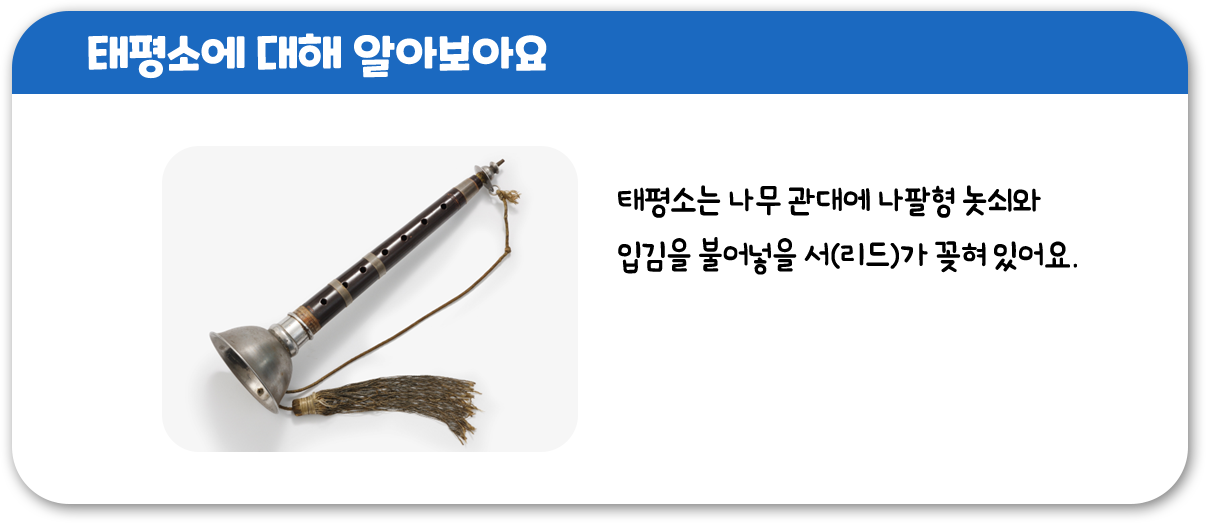 태평소에 대해 알아보아요
태평소는 나무 관대에 나팔형 놋쇠와
입김을 불어넣을 서(리드)가 꽂혀 있어요.